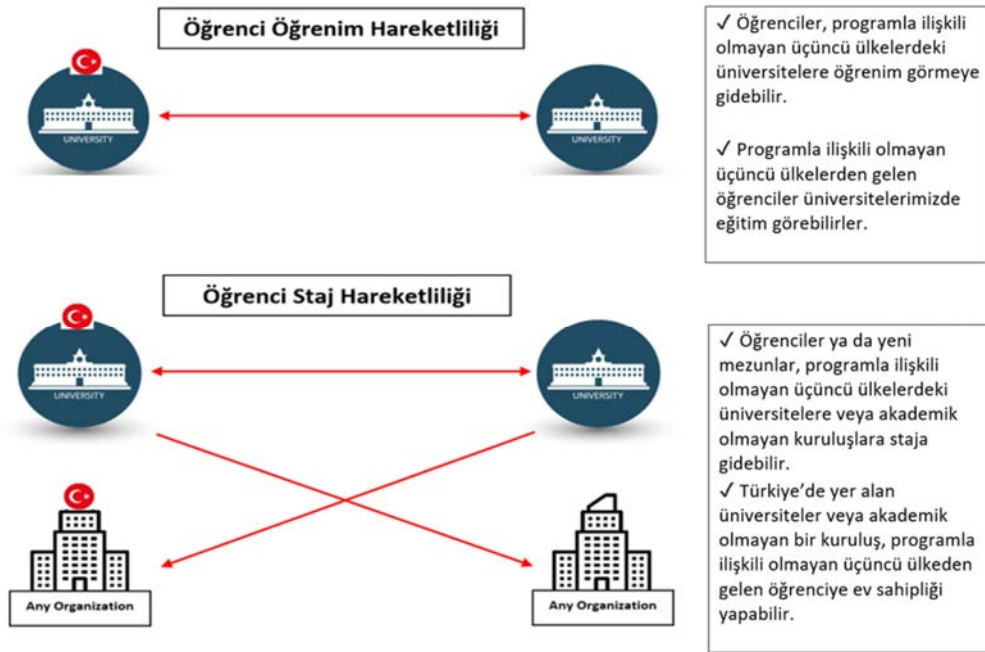 Öğrenci Öğrenim Hareketliliği
UNIVERSITY
UNIVERSITY
✓ Öğrenciler, programla ilişkili
olmayan üçüncü ülkelerdeki
üniversitelere öğrenim görmeye
gidebilir.
✓ Programla ilişkili olmayan
üçüncü ülkelerden gelen
öğrenciler üniversitelerimizde
eğitim görebilirler.
Öğrenci Staj Hareketliliği
UNIVERSITY
UNIVERSITY
Any Organization
Any Organization
✓ Öğrenciler ya da yeni
mezunlar, programla ilişkili
olmayan üçüncü ülkelerdeki
üniversitelere veya akademik
olmayan kuruluşlara staja
gidebilir.
✓ Türkiye’de yer alan
üniversiteler veya akademik
olmayan bir kuruluş, programla
ilişkili olmayan üçüncü ülkeden
gelen öğrenciye ev sahipliği
yapabilir.